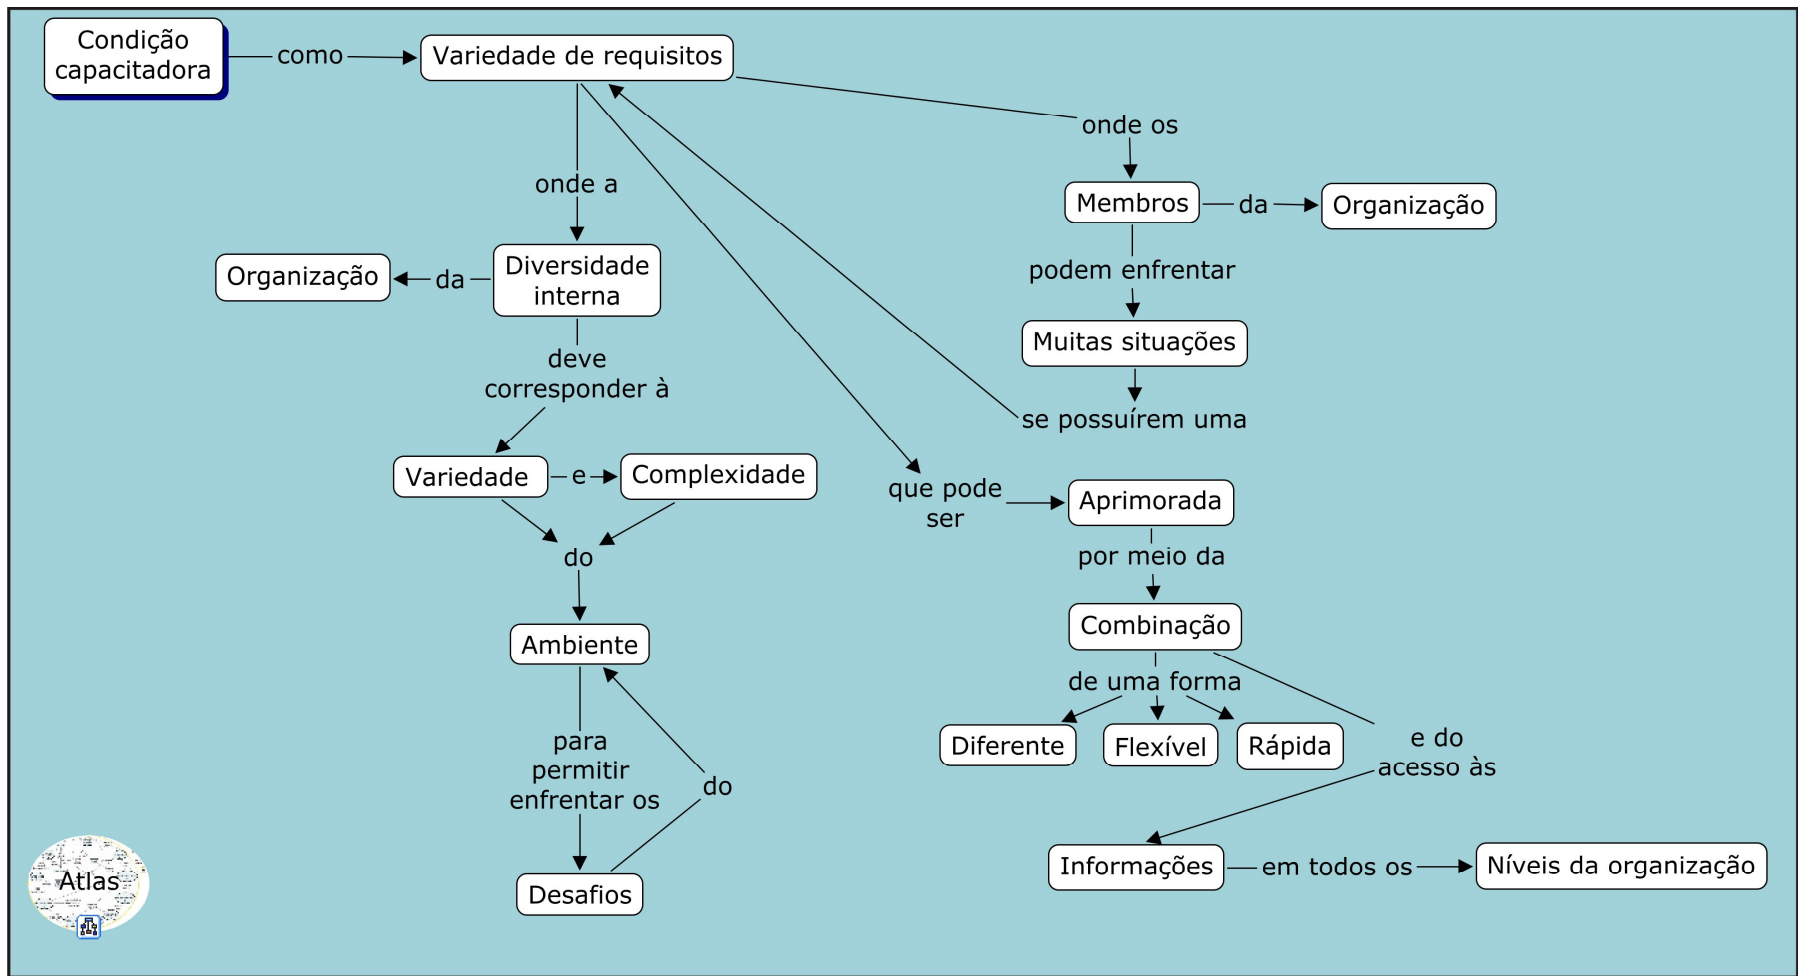 Condição
capacitadora
como
Variedade de requisitos
onde os
Membros
da
Organização
podem enfrentar
Muitas situações
se possuírem uma
onde a
Diversidade
interna
da
Organização
deve
corresponder à
Variedade
e
Complexidade
do
Ambiente
para
permitir
enfrentar os
Desafios
do
que pode
ser
Aprimorada
por meio da
Combinação
de uma forma
Diferente
Flexível
Rápida
e do
acesso às
Informações
em todos os
Níveis da organização
Atlas